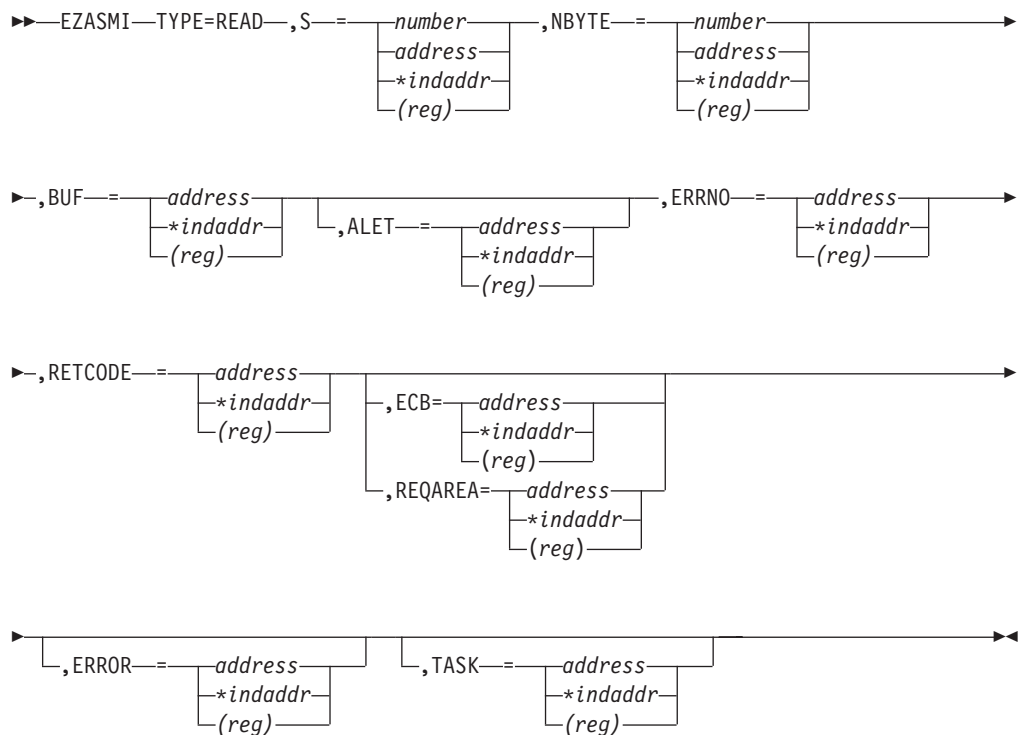 EZASMI TYPE=READ ,S = number ,NBYTE = number
address address
*indaddr *indaddr
(reg) (reg)
,BUF = address ,ERRNO = address
*indaddr ,ALET = address *indaddr
(reg) *indaddr (reg)
(reg)
,RETCODE = address
*indaddr ,ECB= address
(reg) *indaddr
(reg)
,REQAREA= address
*indaddr
(reg)
,ERROR = address ,TASK = address
*indaddr *indaddr
(reg) (reg)